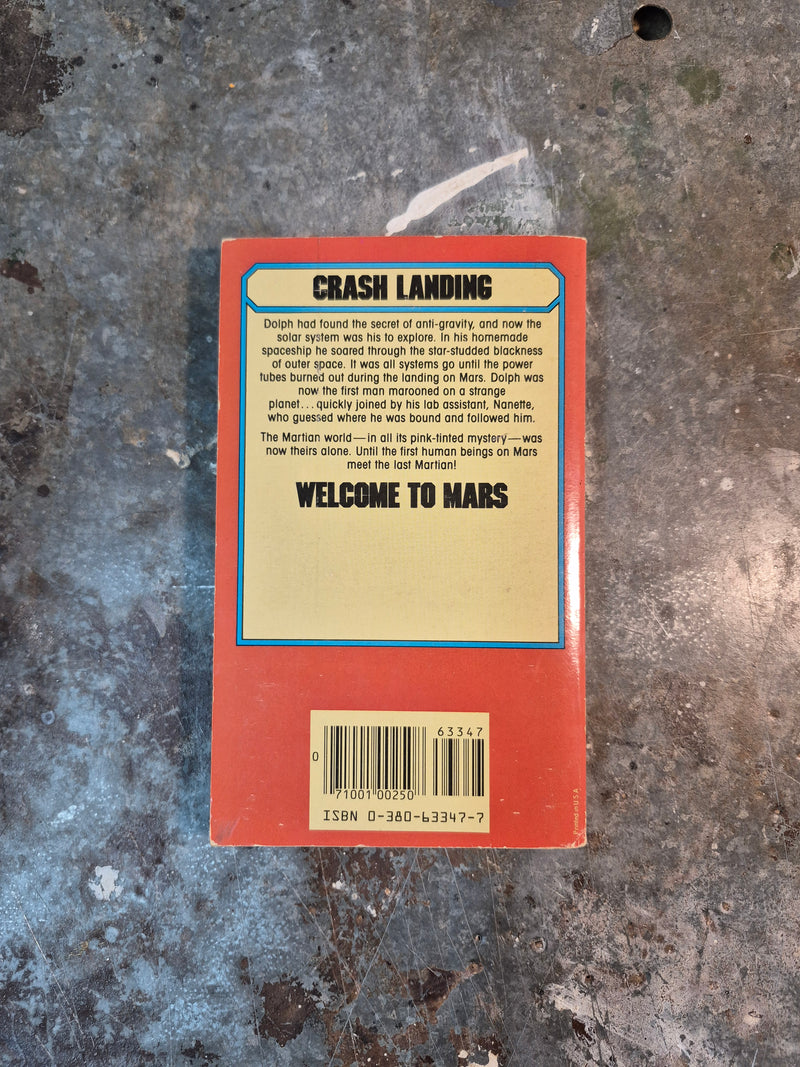 CRASH LANDING
Dolph had found the secret of anti-gravity, and now the
solar system was his to explore. In his homemade
spaceship he soared through the star-studded blackness
of outer space. It was all systems go until the power
tubes burned out during the landing on Mars. Dolph was
now the first man marooned on a strange
planet...quickly joined by his lab assistant, Nanette,
who guessed where he was bound and followed him.
The Martian world—in all its pink-tinted mystery—was
now theirs alone. Until the first human beings on Mars
meet the last Martian!
WELCOME TO MARS
63347
0
71001 00250
ISBN 0-380-63347-7
Printed in U S A